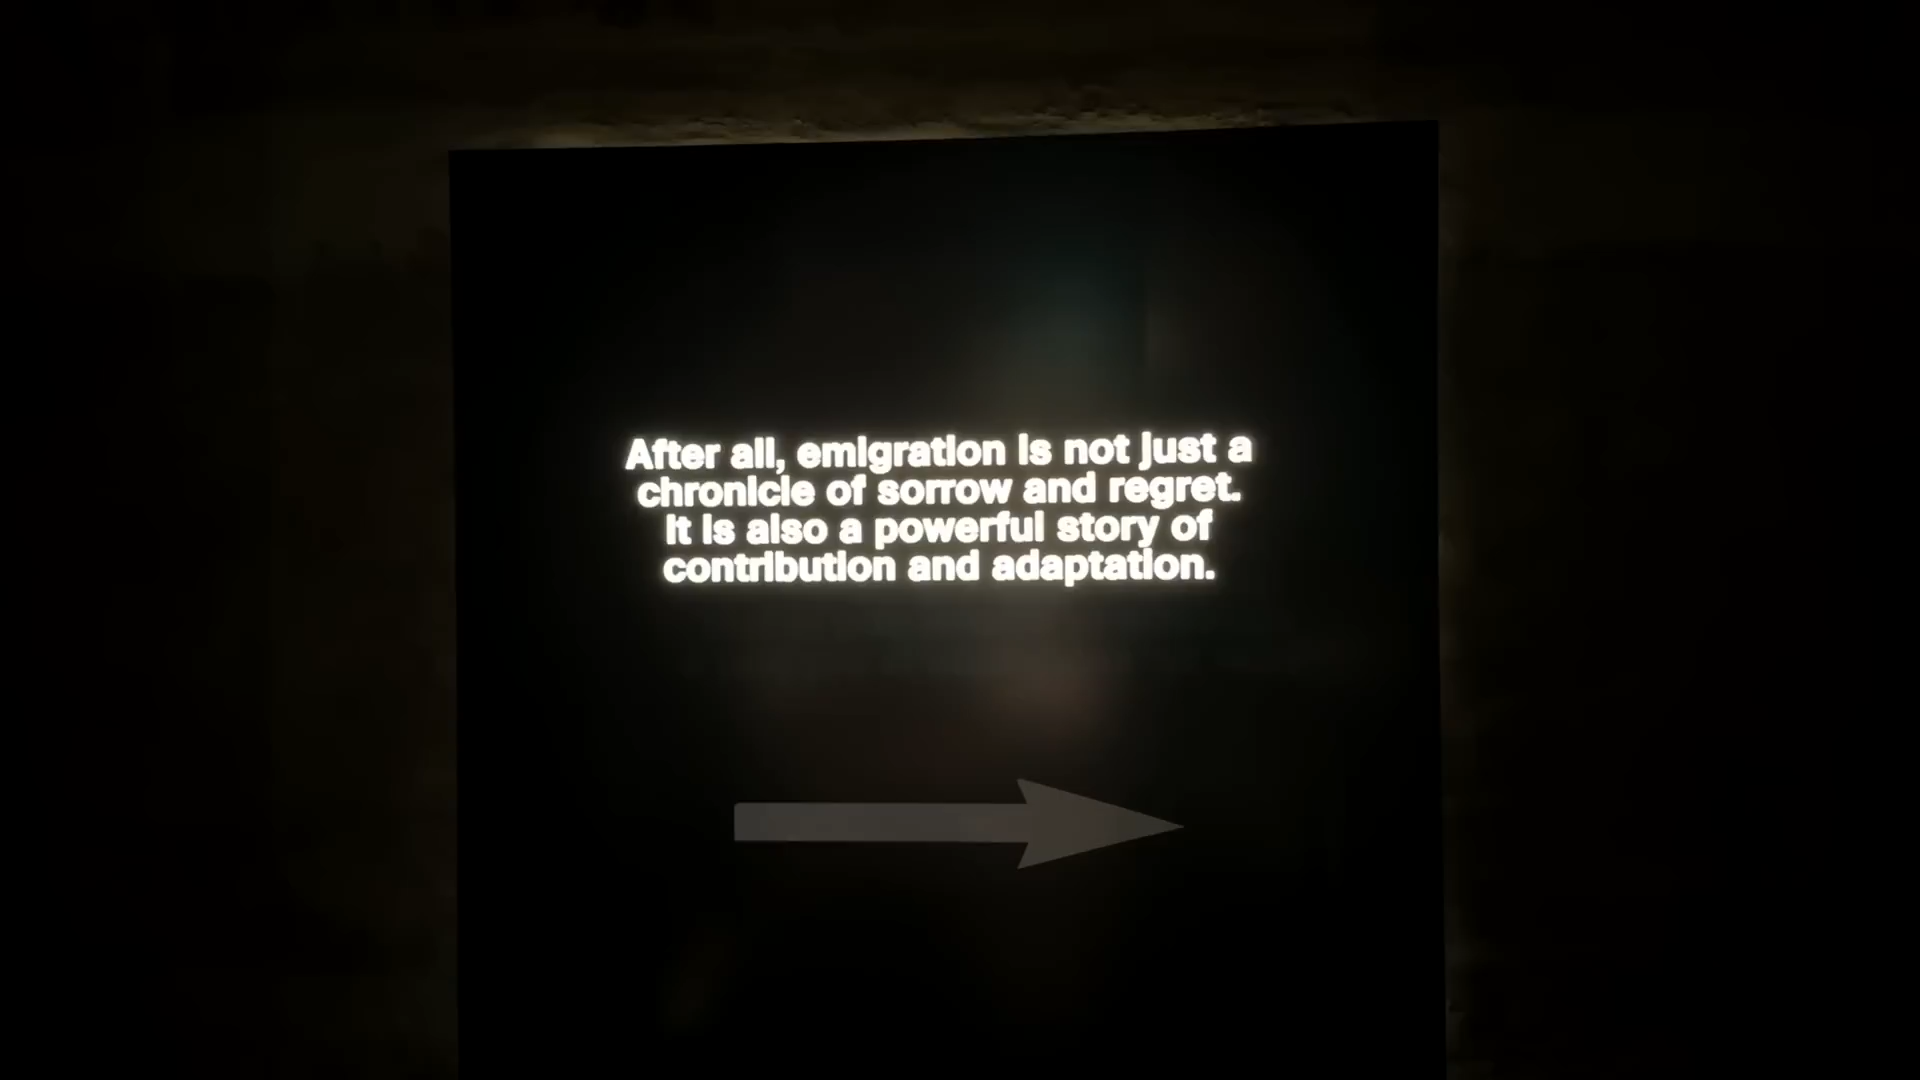 After all, emigration is not just a
chronicle of sorrow and regret.
It is also a powerful story of
contribution and adaptation.